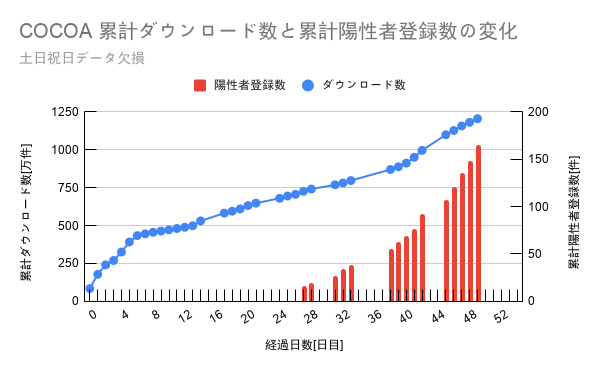 COCOA 累計ダウンロード数と累計陽性者登録数の変化
土日祝日データ欠損
陽性者登録数 ダウンロード数
累計ダウンロード数[万件]
1250
1000
750
500
250
0
200
150
100
50
0
累計陽性者登録数[件]
0 4 8 12 16 20 24 28 32 36 40 44 48 52
経過日数[日目]